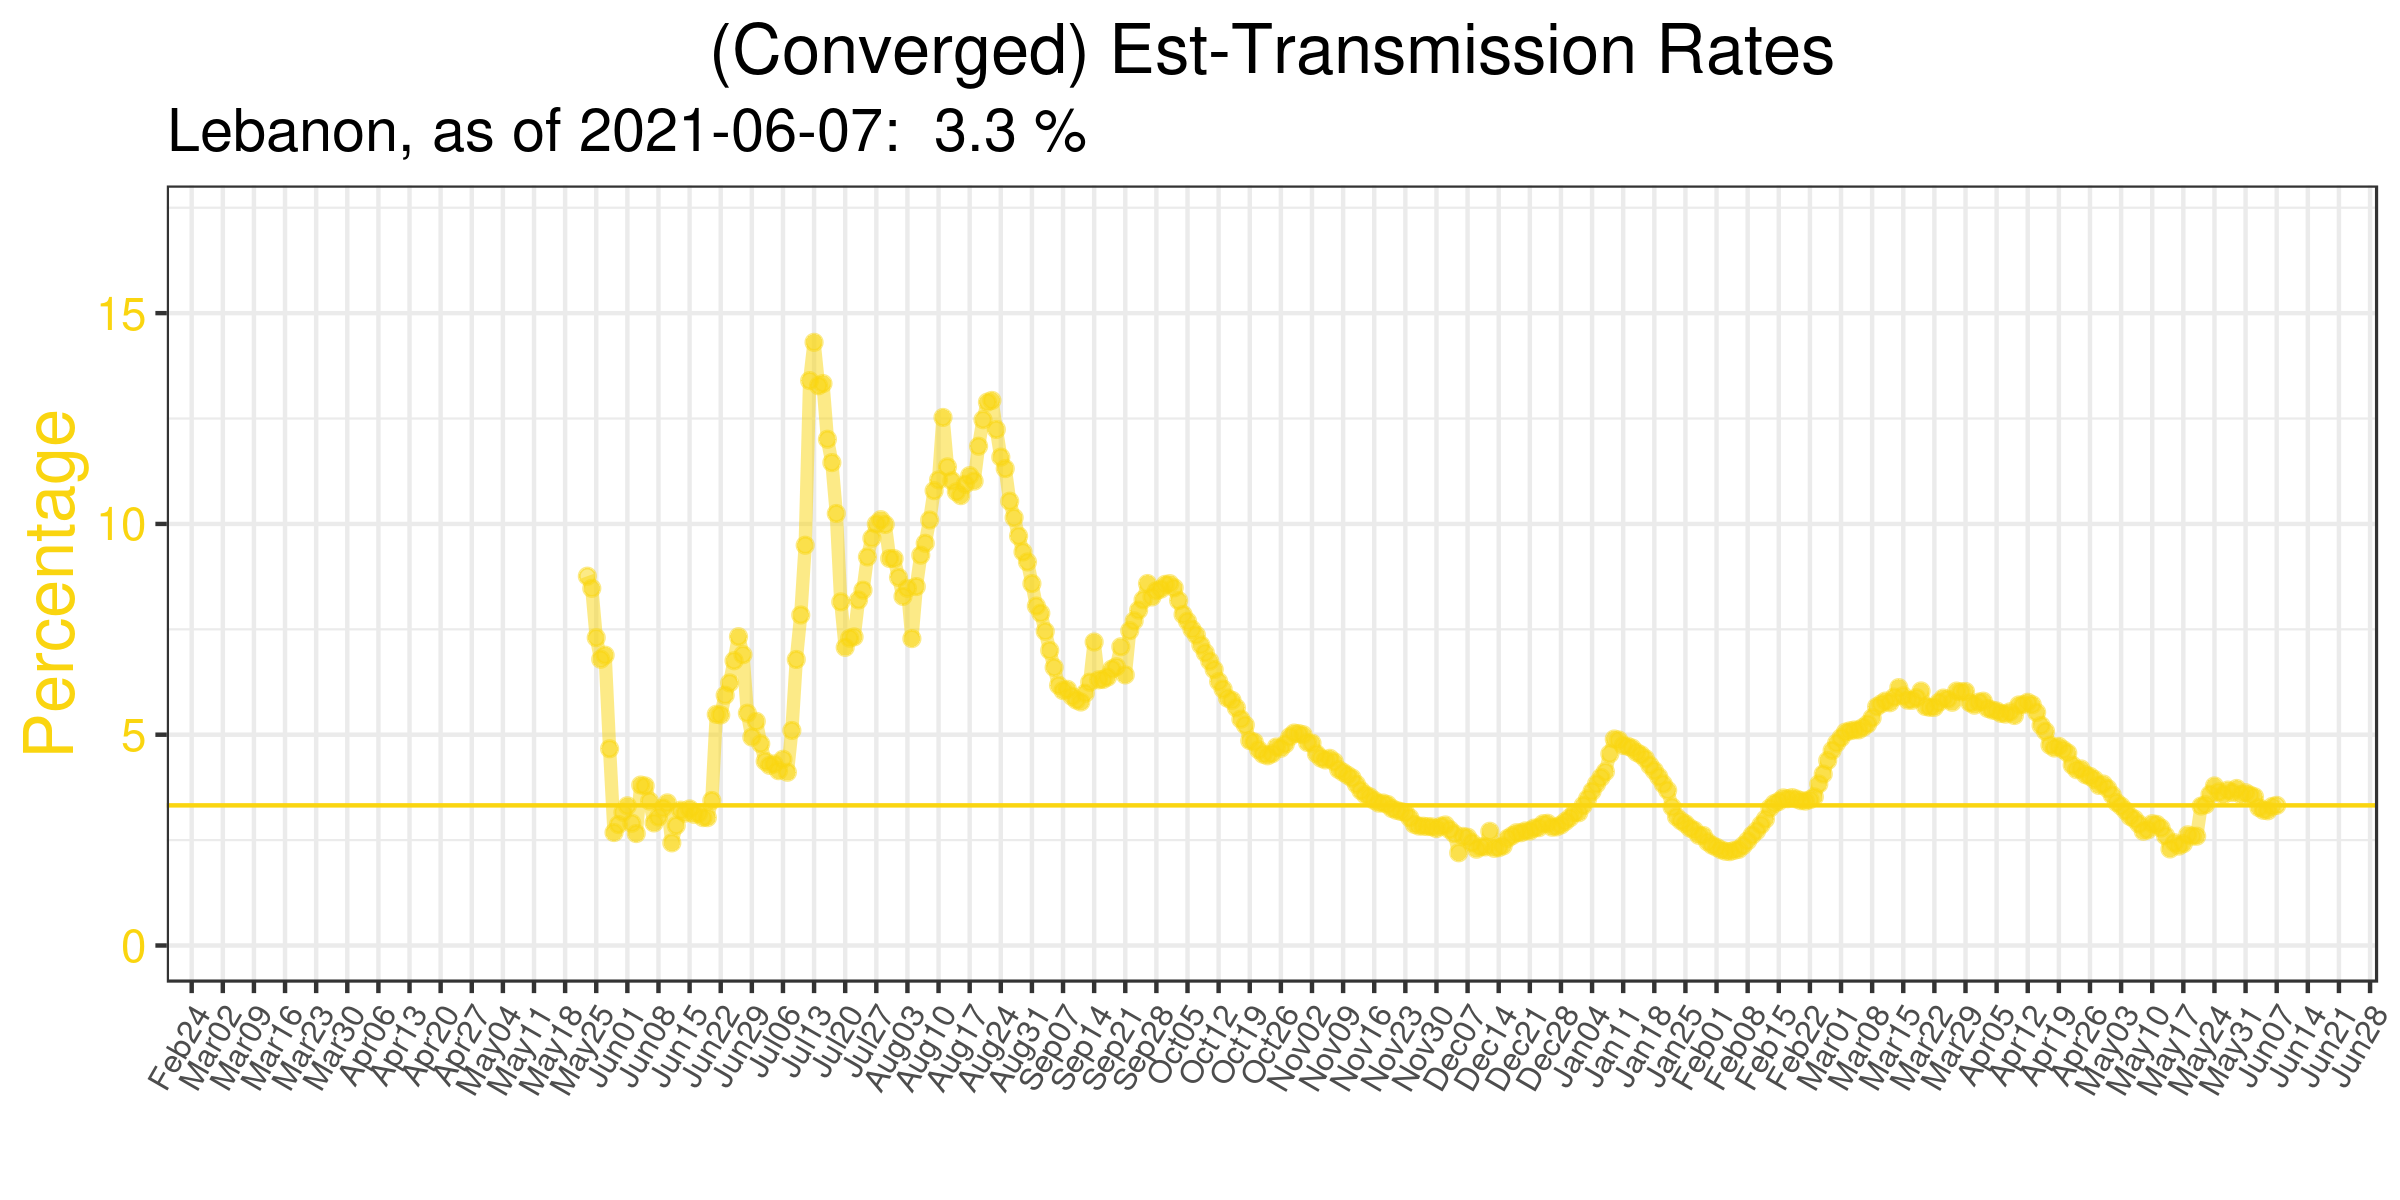 (Converged) Est-Transmission Rates
Lebanon, as of 2021-06-07:  3.3 %
Percentage
15
10
5
0
Feb24
Mar02
Mar09
Mar16
Mar23
Mar30
Apr06
Apr13
Apr20
Apr27
May04
May11
May18
May25
Jun01
Jun08
Jun15
Jun22
Jun29
Jul06
Jul13
Jul20
Jul27
Aug03
Aug10
Aug17
Aug24
Aug31
Sep07
Sep14
Sep21
Sep28
Oct05
Oct12
Oct19
Oct26
Nov02
Nov09
Nov16
Nov23
Nov30
Dec07
Dec14
Dec21
Dec28
Jan04
Jan11
Jan18
Jan25
Feb01
Feb08
Feb15
Feb22
Mar01
Mar08
Mar15
Mar22
Mar29
Apr05
Apr12
Apr19
Apr26
May03
May10
May17
May24
May31
Jun07
Jun14
Jun21
Jun28